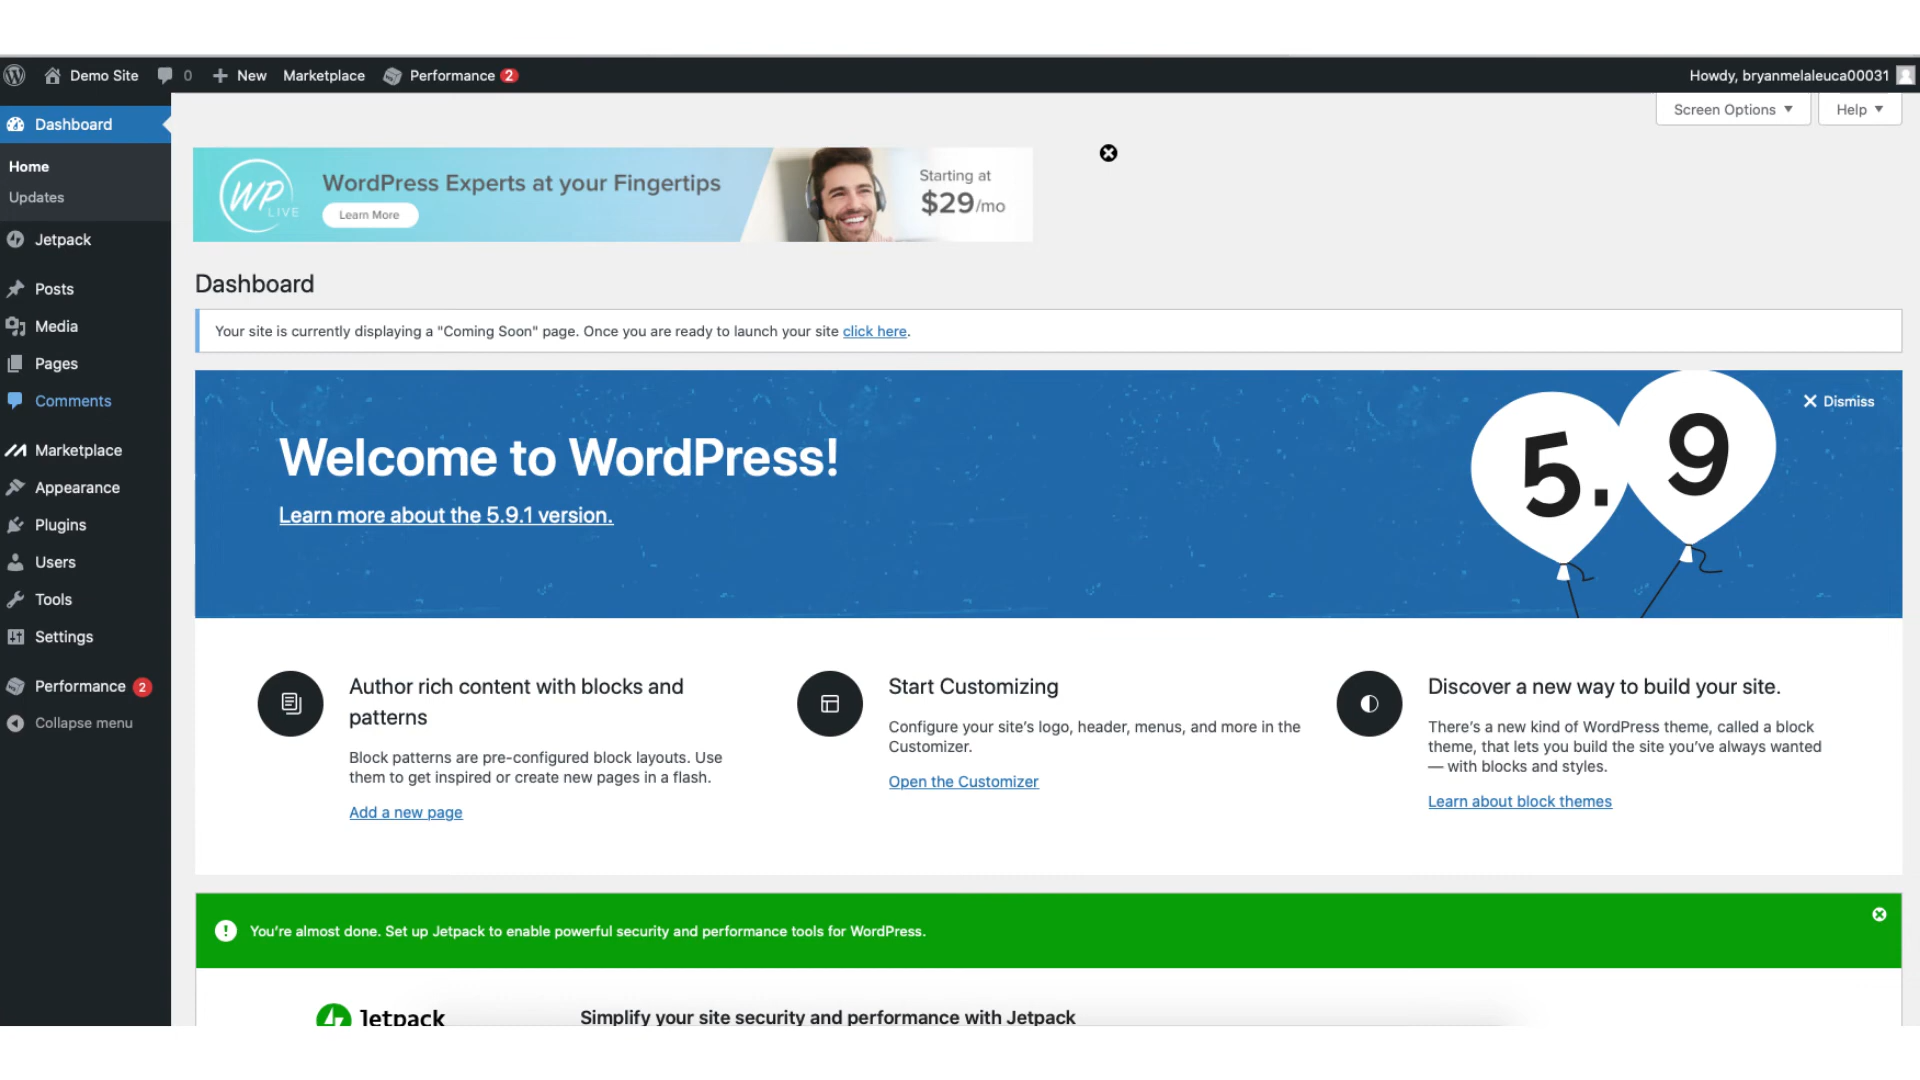 Demo Site 0 New Marketplace Performance 2 Howdy, bryanmelaleuca00031
Dashboard
Home
Updates
Jetpack
Posts
Media
Pages
Comments
Marketplace
Appearance
Plugins
Users
Tools
Settings
Performance 2
Collapse menu
Screen Options Help
WP LIVE
WordPress Experts at your Fingertips
Learn More
Starting at
$29/mo
Dashboard
Your site is currently displaying a "Coming Soon" page. Once you are ready to launch your site click here.
Welcome to WordPress!
Learn more about the 5.9.1 version.
5.9
Dismiss
Author rich content with blocks and
patterns
Block patterns are pre-configured block layouts. Use
them to get inspired or create new pages in a flash.
Add a new page
Start Customizing
Configure your site's logo, header, menus, and more in the
Customizer.
Open the Customizer
Discover a new way to build your site.
There's a new kind of WordPress theme, called a block
theme, that lets you build the site you've always wanted
— with blocks and styles.
Learn about block themes
You're almost done. Set up Jetpack to enable powerful security and performance tools for WordPress.
Jetpack
Simplify your site security and performance with Jetpack